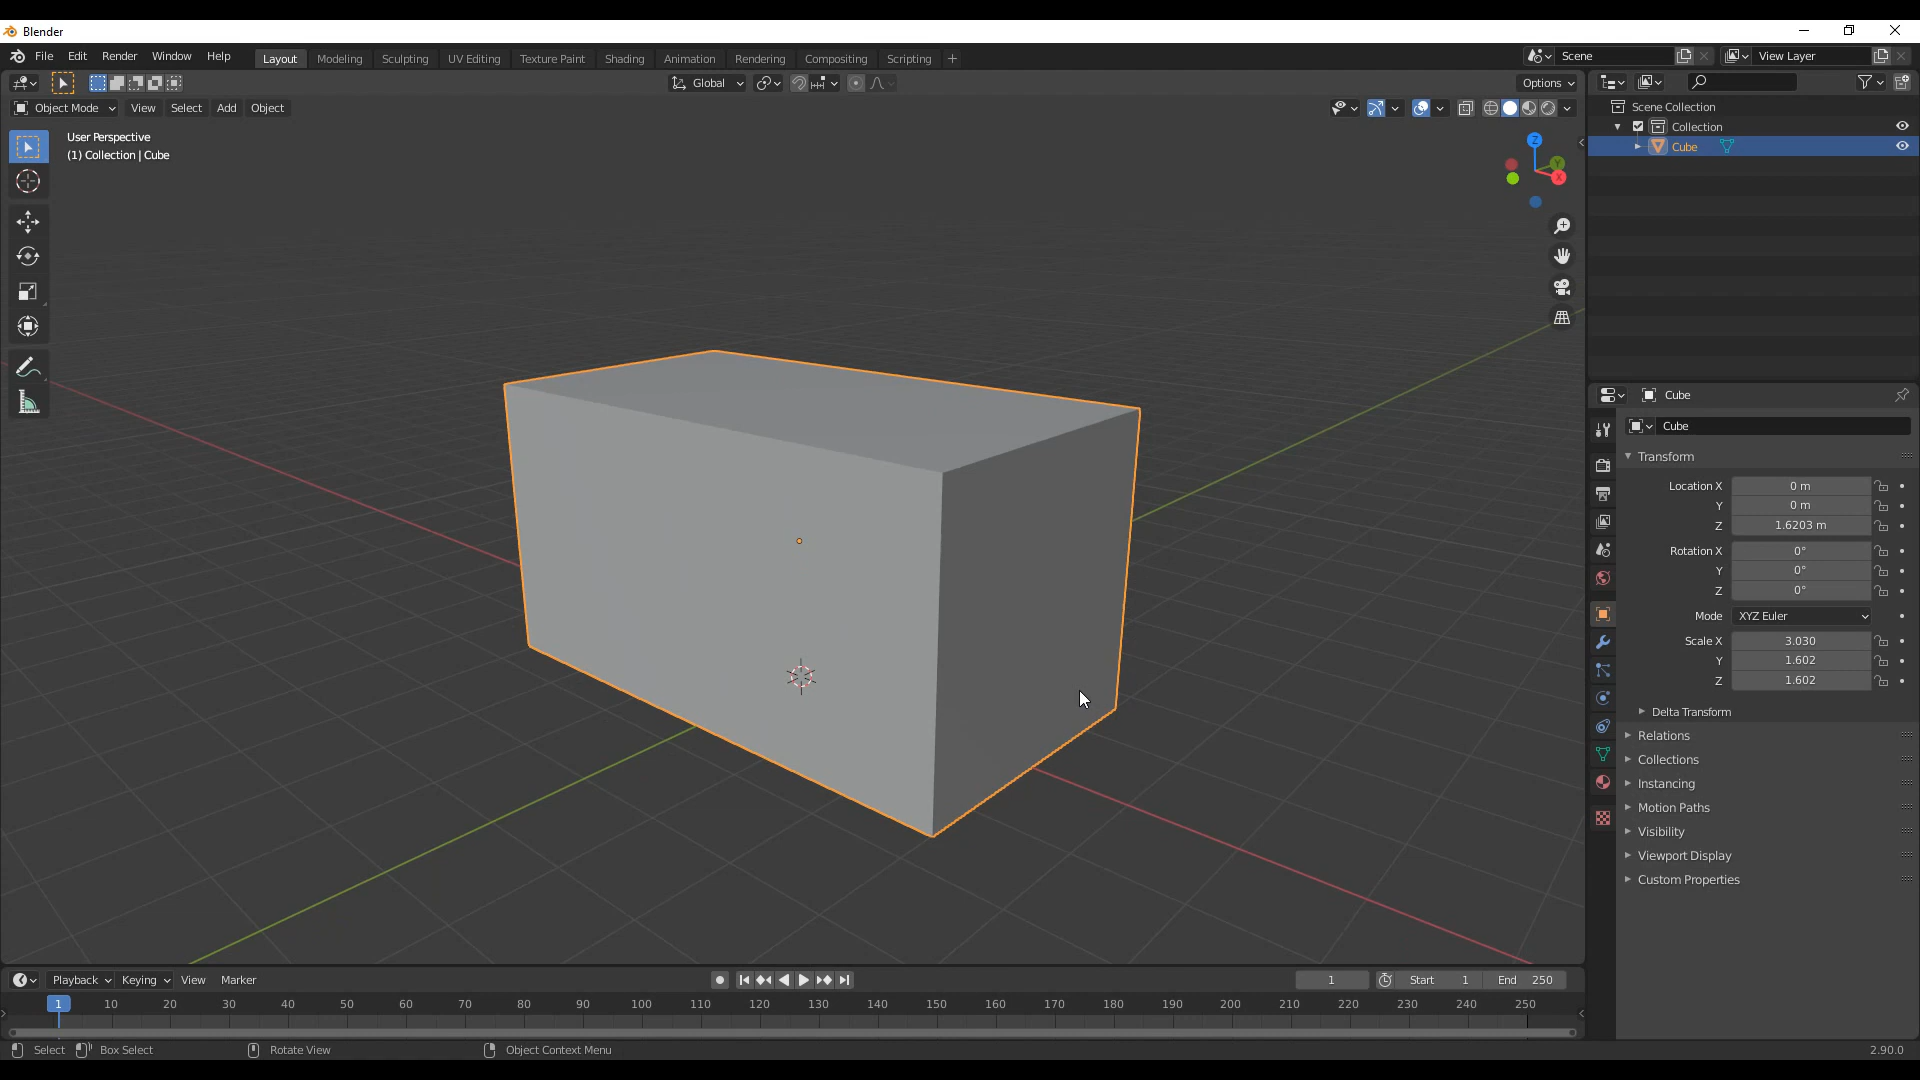 Blender
File Edit Render Window Help Layout Modeling Sculpting UV Editing Texture Paint Shading Animation Rendering Compositing Scripting + Scene View Layer
Global Options
Object Mode View Select Add Object
User Perspective
(1) Collection | Cube
Z
Y
X
Scene Collection
Collection
Cube
Cube
Cube
Transform
Location X 0 m
Y 0 m
Z 1.6203 m
Rotation X 0°
Y 0°
Z 0°
Mode XYZ Euler
Scale X 3.030
Y 1.602
Z 1.602
Delta Transform
Relations
Collections
Instancing
Motion Paths
Visibility
Viewport Display
Custom Properties
Playback Keying View Marker 1 Start 1 End 250
1 10 20 30 40 50 60 70 80 90 100 110 120 130 140 150 160 170 180 190 200 210 220 230 240 250
Select Box Select Rotate View Object Context Menu 2.90.0